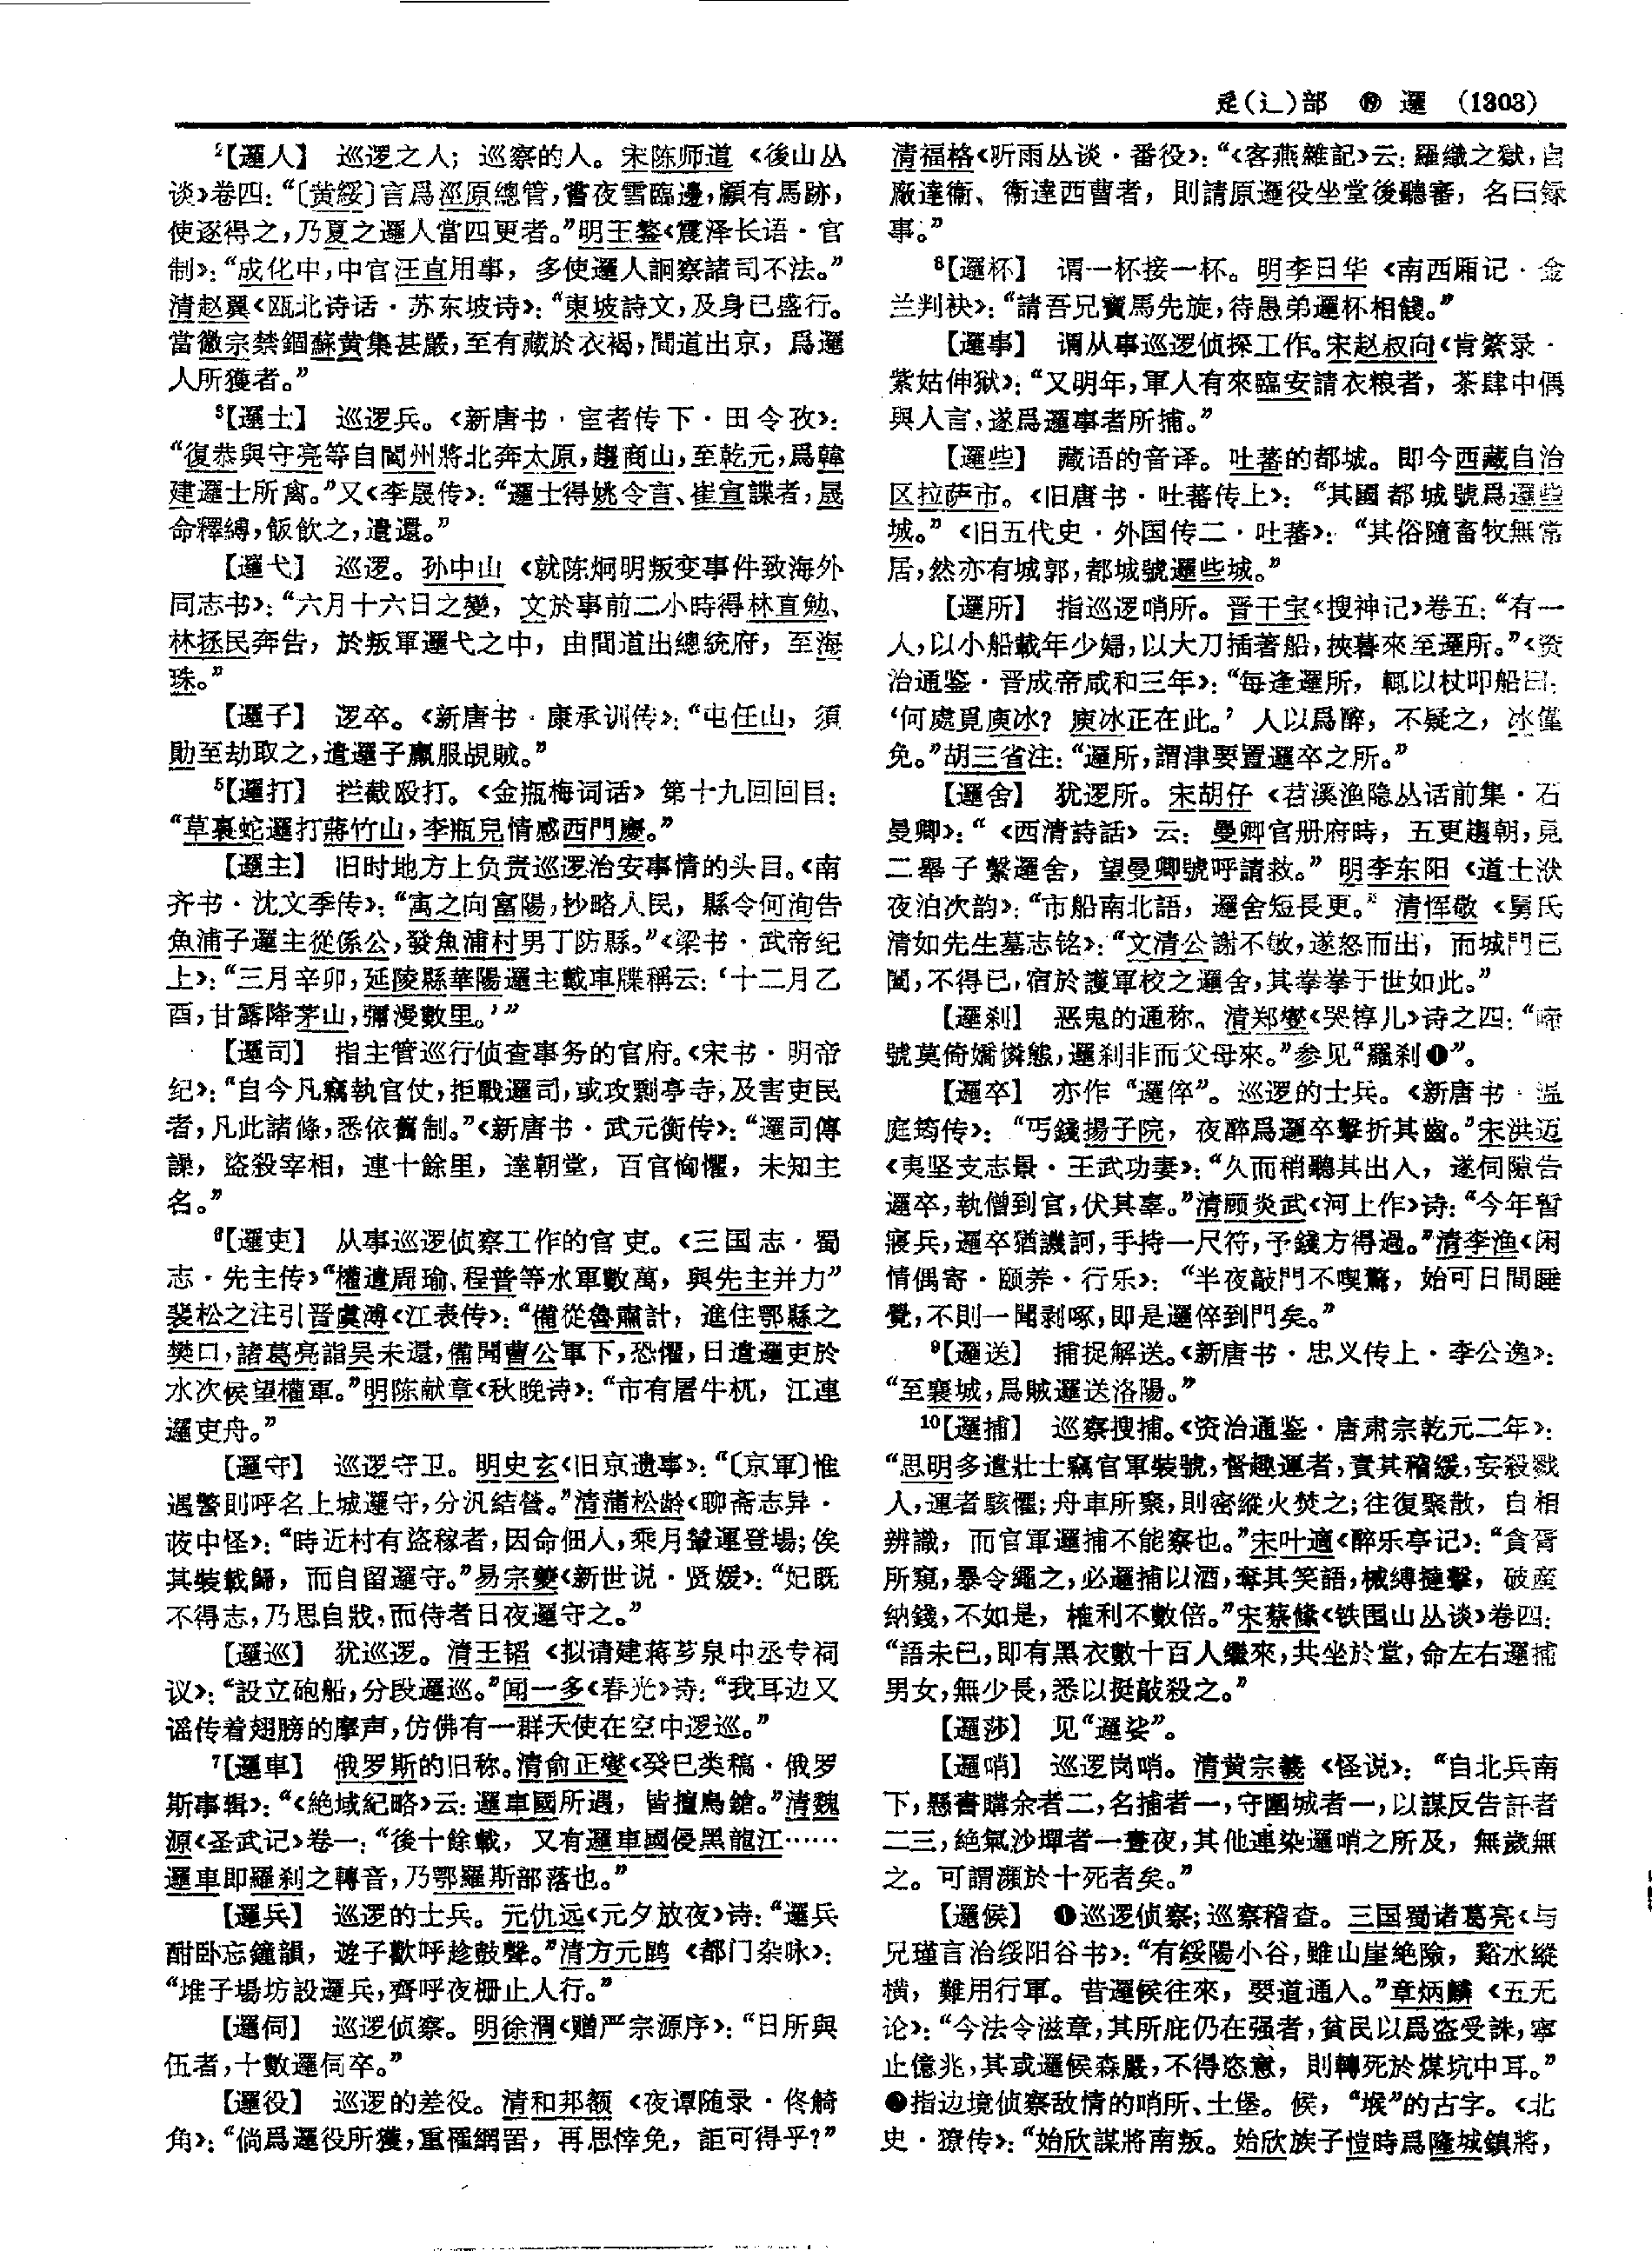 辵(辶)部 ⑲ 邏 (1303)
²【邏人】 巡逻之人；巡察的人。宋陈师道《後山丛
谈》卷四：“〔黄綏〕言爲涇原總管，嘗夜雪臨邊，顧有馬跡，
使逐得之，乃夏之邏人當四更者。”明王鏊《震泽长语·官
制》：“成化中，中官汪直用事，多使邏人詗察諸司不法。”
清赵翼《瓯北诗话·苏东坡诗》：“東坡詩文，及身已盛行。
當徽宗禁錮蘇黄集甚嚴，至有藏於衣褐，間道出京，爲邏
人所獲者。”
³【邏士】 巡逻兵。《新唐书·宦者传下·田令孜》：
“復恭與守亮等自閬州將北奔太原，趨商山，至乾元，爲韓
建邏士所禽。”又《李晟传》：“邏士得姚令言、崔宣諜者，晟
命釋縛，飯飲之，遣還。”
【邏弋】 巡逻。孙中山《就陈炯明叛变事件致海外
同志书》：“六月十六日之變，文於事前二小時得林直勉、
林拯民奔告，於叛軍邏弋之中，由間道出總統府，至海
珠。”
【邏子】 逻卒。《新唐书·康承训传》：“屯任山，須
勛至劫取之，遣邏子羸服覘賊。”
⁵【邏打】 拦截殴打。《金瓶梅词话》第十九回回目：
“草裏蛇邏打蔣竹山，李瓶兒情感西門慶。”
【邏主】 旧时地方上负责巡逻治安事情的头目。《南
齐书·沈文季传》：“寓之向富陽，抄略人民，縣令何洵告
魚浦子邏主從係公，發魚浦村男丁防縣。”《梁书·武帝纪
上》：“三月辛卯，延陵縣華陽邏主戴車牒稱云：‘十二月乙
酉，甘露降茅山，彌漫數里。’”
【邏司】 指主管巡行侦查事务的官府。《宋书·明帝
纪》：“自今凡竊執官仗，拒戰邏司，或攻剽亭寺，及害吏民
者，凡此諸條，悉依舊制。”《新唐书·武元衡传》：“邏司傳
譟，盜殺宰相，連十餘里，達朝堂，百官恟懼，未知主
名。”
⁶【邏吏】 从事巡逻侦察工作的官吏。《三国志·蜀
志·先主传》“權遣周瑜、程普等水軍數萬，與先主并力”
裴松之注引晋虞溥《江表传》：“備從魯肅計，進住鄂縣之
樊口，諸葛亮詣吴未還，備聞曹公軍下，恐懼，日遣邏吏於
水次候望權軍。”明陈献章《秋晚诗》：“市有屠牛机，江連
邏吏舟。”
【邏守】 巡逻守卫。明史玄《旧京遗事》：“〔京軍〕惟
遇警則呼名上城邏守，分汛結營。”清蒲松龄《聊斋志异·
荍中怪》：“時近村有盜稼者，因命佃人，乘月輦運登場；俟
其裝載歸，而自留邏守。”易宗夔《新世说·贤媛》：“妃既
不得志，乃思自戕，而侍者日夜邏守之。”
【邏巡】 犹巡逻。清王韬《拟请建蒋芗泉中丞专祠
议》：“設立砲船，分段邏巡。”闻一多《春光》诗：“我耳边又
谣传着翅膀的摩声，仿佛有一群天使在空中逻巡。”
⁷【邏車】 俄罗斯的旧称。清俞正燮《癸巳类稿·俄罗
斯事辑》：“《絶域紀略》云：邏車國所遇，皆擅鳥鎗。”清魏
源《圣武记》卷一：“後十餘載，又有邏車國侵黑龍江……
邏車即羅刹之轉音，乃鄂羅斯部落也。”
【邏兵】 巡逻的士兵。元仇远《元夕放夜》诗：“邏兵
酣卧忘鐘韻，遊子歡呼趁鼓聲。”清方元鹍《都门杂咏》：
“堆子場坊設邏兵，齊呼夜栅止人行。”
【邏伺】 巡逻侦察。明徐渭《赠严宗源序》：“日所與
伍者，十數邏伺卒。”
【邏役】 巡逻的差役。清和邦额《夜谭随录·佟觭
角》：“倘爲邏役所獲，重罹網罟，再思悻免，詎可得乎？”
清福格《听雨丛谈·番役》：“《客燕雜記》云：羅織之獄，自
廠達衞、衞達西曹者，則請原邏役坐堂後聽審，名曰録
事。”
⁸【邏杯】 谓一杯接一杯。明李日华《南西厢记·金
兰判袂》：“請吾兄寶馬先旋，待愚弟邏杯相餞。”
【邏事】 谓从事巡逻侦探工作。宋赵叔向《肯綮录·
紫姑伸狱》：“又明年，軍人有來臨安請衣粮者，茶肆中偶
與人言，遂爲邏事者所捕。”
【邏些】 藏语的音译。吐蕃的都城。即今西藏自治
区拉萨市。《旧唐书·吐蕃传上》：“其國都城號爲邏些
城。”《旧五代史·外国传二·吐蕃》：“其俗隨畜牧無常
居，然亦有城郭，都城號邏些城。”
【邏所】 指巡逻哨所。晋干宝《搜神记》卷五：“有一
人，以小船載年少婦，以大刀插著船，挾暮來至邏所。”《资
治通鉴·晋成帝咸和三年》：“每逢邏所，輒以杖叩船曰：
‘何處覓庾冰？庾冰正在此。’人以爲醉，不疑之，冰僅
免。”胡三省注：“邏所，謂津要置邏卒之所。”
【邏舍】 犹逻所。宋胡仔《苕溪渔隐丛话前集·石
曼卿》：“《西清詩話》云：曼卿官册府時，五更趨朝，見
二舉子繫邏舍，望曼卿號呼請救。”明李东阳《道士洑
夜泊次韵》：“市船南北語，邏舍短長更。”清恽敬《舅氏
清如先生墓志铭》：“文清公謝不敏，遂怒而出，而城門已
闔，不得已，宿於護軍校之邏舍，其拳拳于世如此。”
【邏刹】 恶鬼的通称。清郑燮《哭惇儿》诗之四：“啼
號莫倚嬌憐態，邏刹非而父母來。”参见“羅刹❶”。
【邏卒】 亦作“邏倅”。巡逻的士兵。《新唐书·温
庭筠传》：“丐錢揚子院，夜醉爲邏卒擊折其齒。”宋洪迈
《夷坚支志景·王武功妻》：“久而稍聽其出入，遂伺隙告
邏卒，執僧到官，伏其辜。”清顾炎武《河上作》诗：“今年暫
寢兵，邏卒猶譏訶，手持一尺符，予錢方得過。”清李渔《闲
情偶寄·颐养·行乐》：“半夜敲門不喫驚，始可日間睡
覺，不則一聞剥啄，即是邏倅到門矣。”
⁹【邏送】 捕捉解送。《新唐书·忠义传上·李公逸》：
“至襄城，爲賊邏送洛陽。”
¹⁰【邏捕】 巡察搜捕。《资治通鉴·唐肃宗乾元二年》：
“思明多遣壯士竊官軍裝號，督趣運者，責其稽緩，妄殺戮
人，運者駭懼；舟車所聚，則密縱火焚之；往復聚散，自相
辨識，而官軍邏捕不能察也。”宋叶適《醉乐亭记》：“貪胥
所窺，暴令繩之，必邏捕以酒，奪其笑語，械縛撻擊，破産
納錢，不如是，榷利不數倍。”宋蔡絛《铁围山丛谈》卷四：
“語未已，即有黑衣數十百人繼來，共坐於堂，命左右邏捕
男女，無少長，悉以挺敲殺之。”
【邏莎】 见“邏娑”。
【邏哨】 巡逻岗哨。清黄宗羲《怪说》：“自北兵南
下，懸書購余者二，名捕者一，守圍城者一，以謀反告訐者
二三，絶氣沙墠者一晝夜，其他連染邏哨之所及，無歲無
之。可謂瀕於十死者矣。”
【邏候】 ❶巡逻侦察；巡察稽查。三国蜀诸葛亮《与
兄瑾言治绥阳谷书》：“有綏陽小谷，雖山崖絶險，谿水縱
横，難用行軍。昔邏候往來，要道通入。”章炳麟《五无
论》：“今法令滋章，其所庇仍在强者，貧民以爲盗受誅，寧
止億兆，其或邏候森嚴，不得恣意，則轉死於煤坑中耳。”
❷指边境侦察敌情的哨所、土堡。候，“堠”的古字。《北
史·獠传》：“始欣謀將南叛。始欣族子愷時爲隆城鎮將，